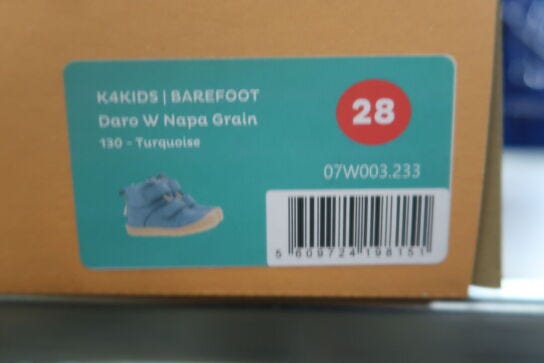 K4KIDS | BAREFOOT
Daro W Napa Grain
130 - Turquoise
28
07W003.233
5 609724 198151